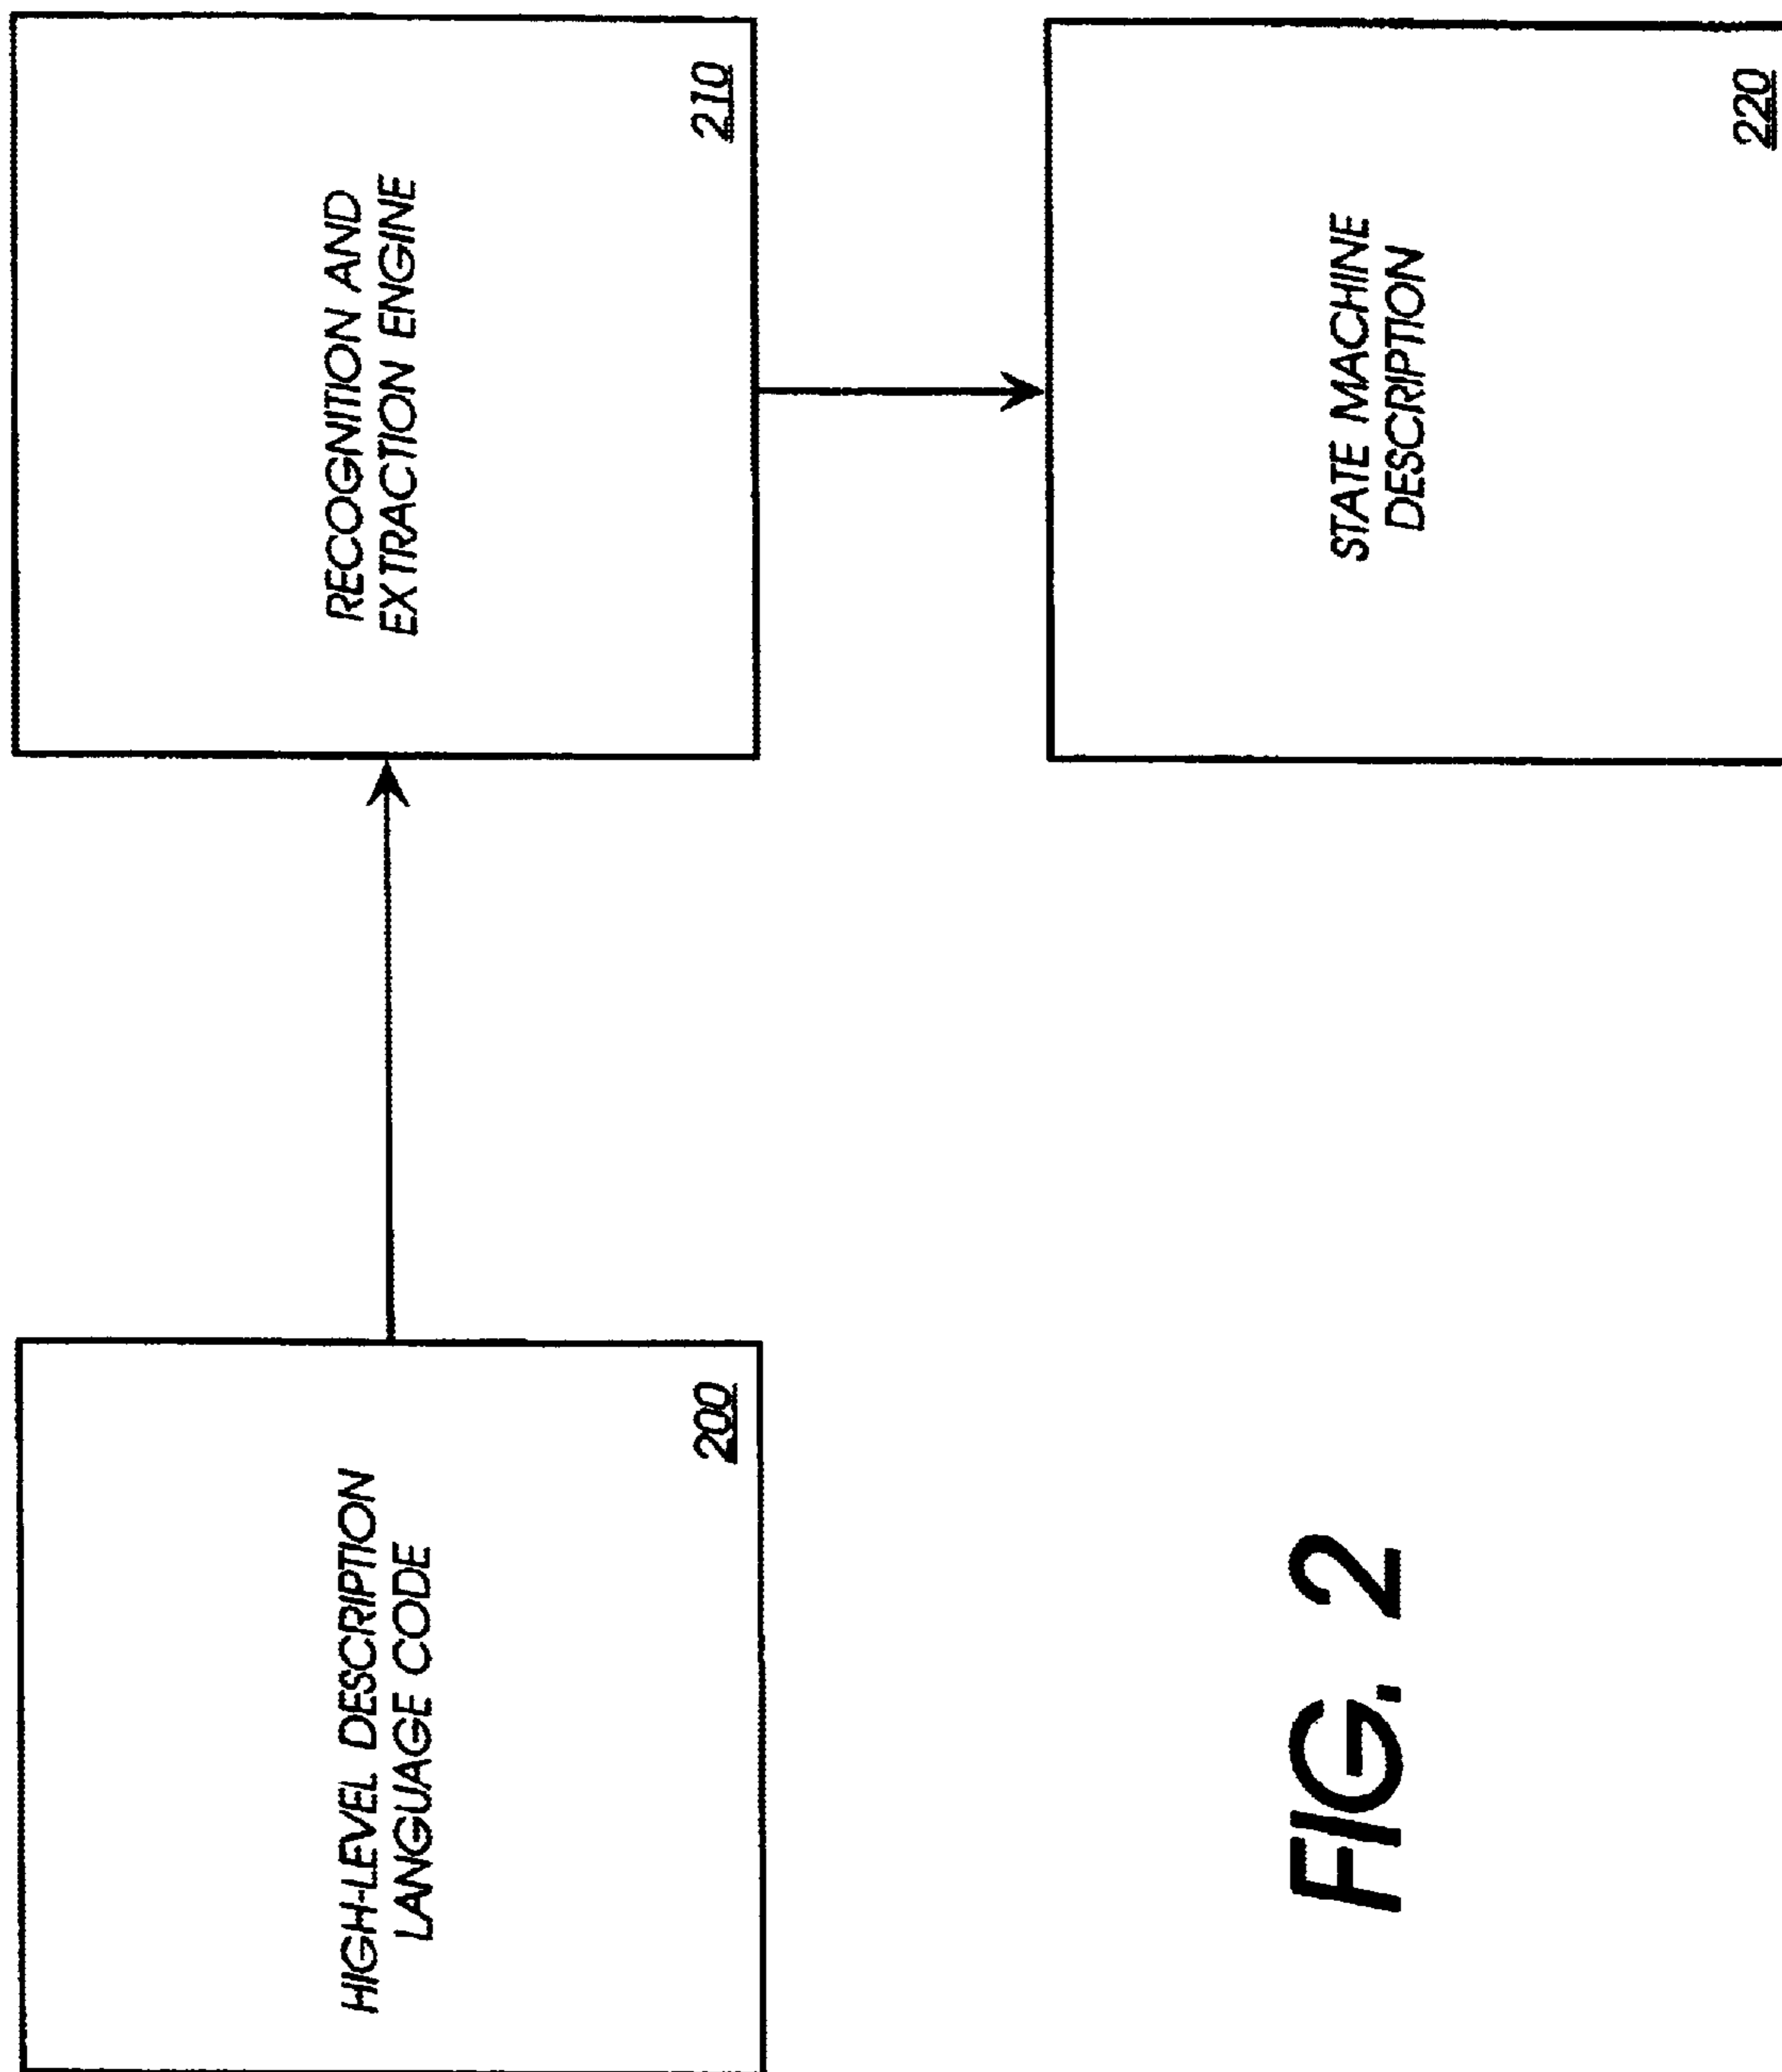 HIGH-LEVEL DESCRIPTION
LANGUAGE CODE
200
RECOGNITION AND
EXTRACTION ENGINE
210
STATE MACHINE
DESCRIPTION
220
FIG. 2